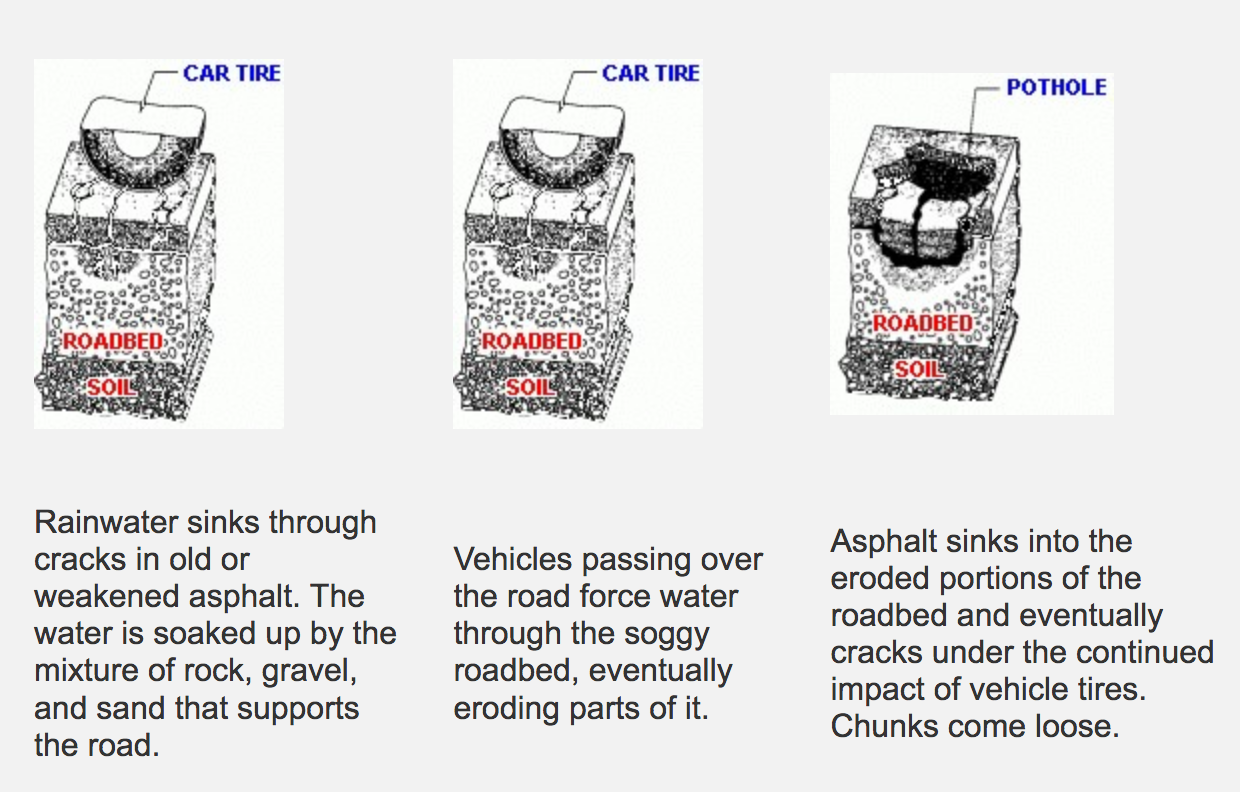 CAR TIRE
ROADBED
SOIL
CAR TIRE
ROADBED
SOIL
POTHOLE
ROADBED
SOIL
Rainwater sinks through
cracks in old or
weakened asphalt. The
water is soaked up by the
mixture of rock, gravel,
and sand that supports
the road.
Vehicles passing over
the road force water
through the soggy
roadbed, eventually
eroding parts of it.
Asphalt sinks into the
eroded portions of the
roadbed and eventually
cracks under the continued
impact of vehicle tires.
Chunks come loose.